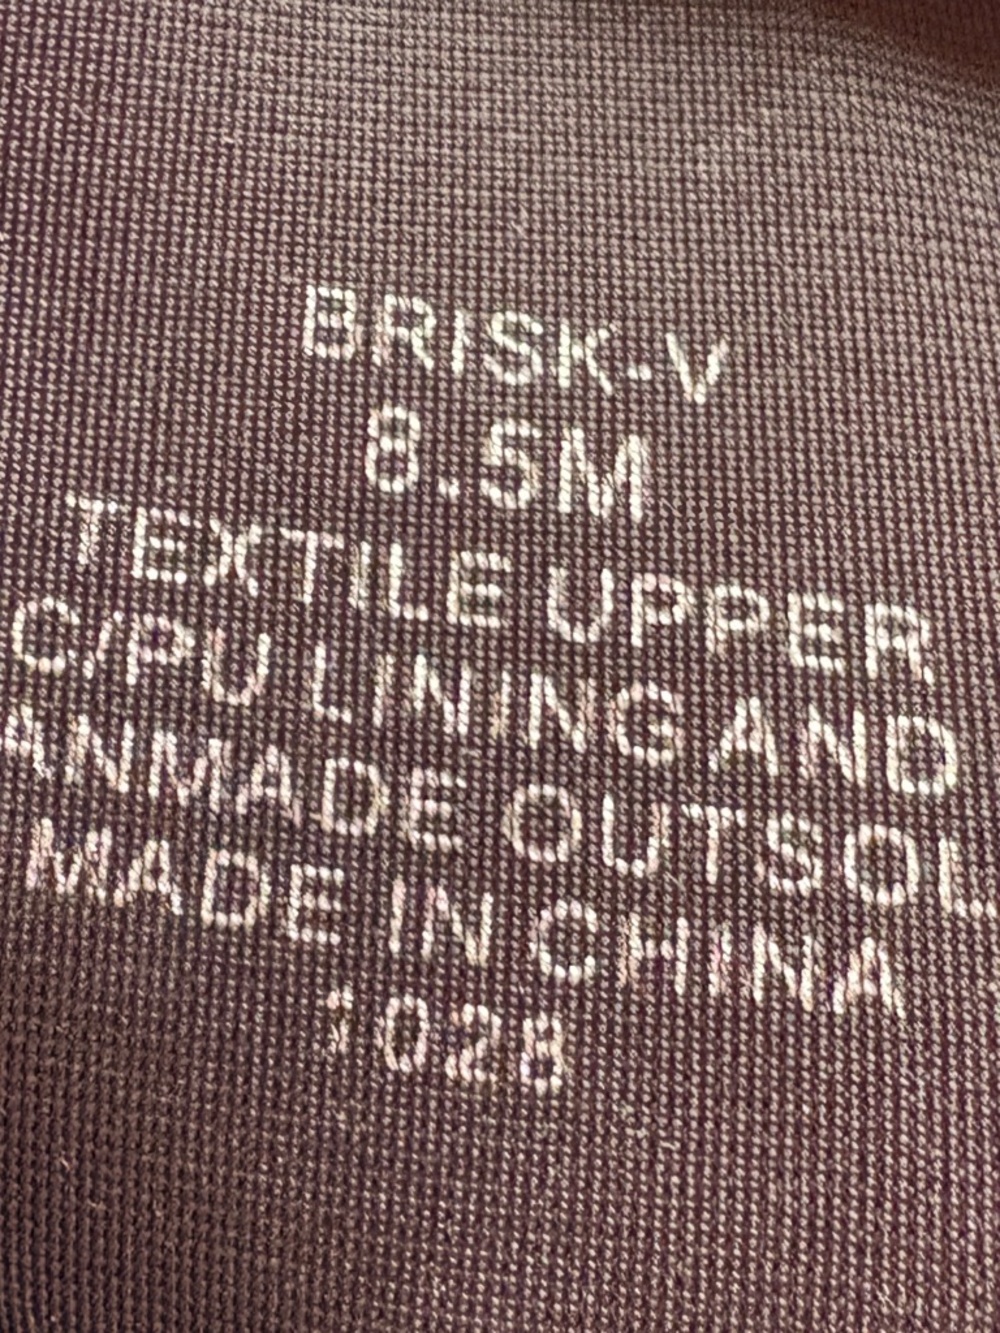 BRISK-V
8.5M
TEXTILE UPPER,
C/PU LINING AND
ANMADE OUTSOL
MADE IN CHINA
1028